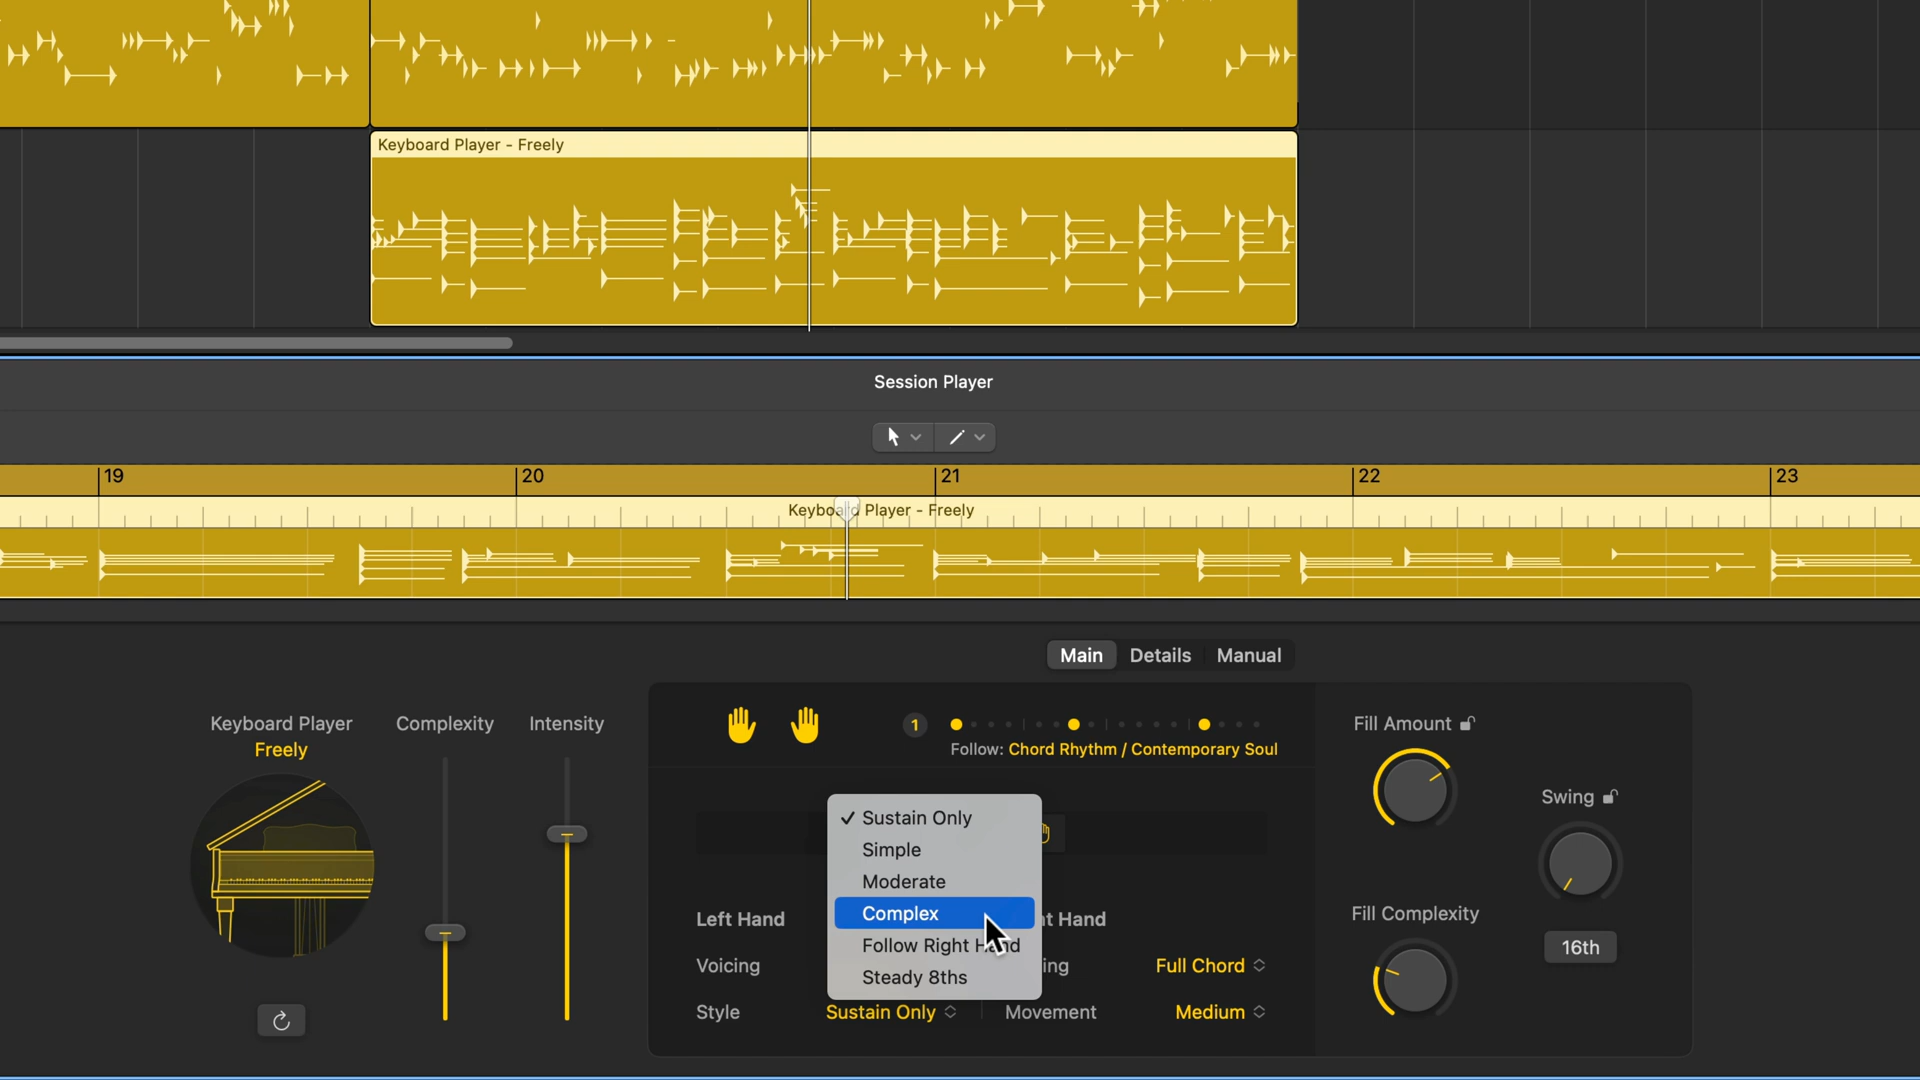 Keyboard Player - Freely
Session Player
19 20 21 22 23
Keyboard Player - Freely
Main Details Manual
Keyboard Player
Freely
Complexity
Intensity
1
Follow: Chord Rhythm / Contemporary Soul
Fill Amount
Swing
✓ Sustain Only
Simple
Moderate
Complex
Follow Right Hand
Steady 8ths
Left Hand
Voicing
Full Chord
Style
Sustain Only
Movement
Medium
Fill Complexity
16th